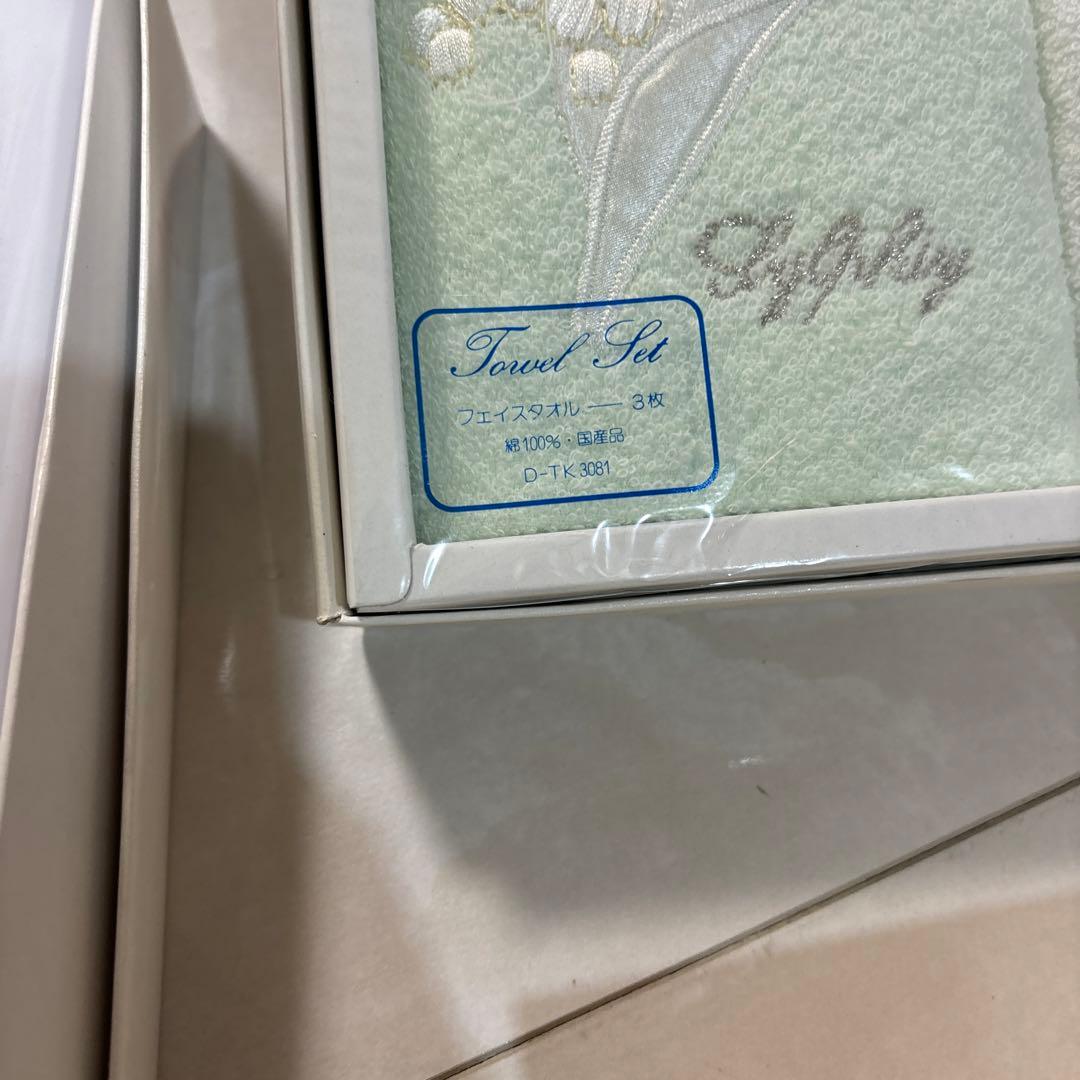 Towel Set
フェイスタオル — 3枚
綿100%・国産品
D-TK 3081